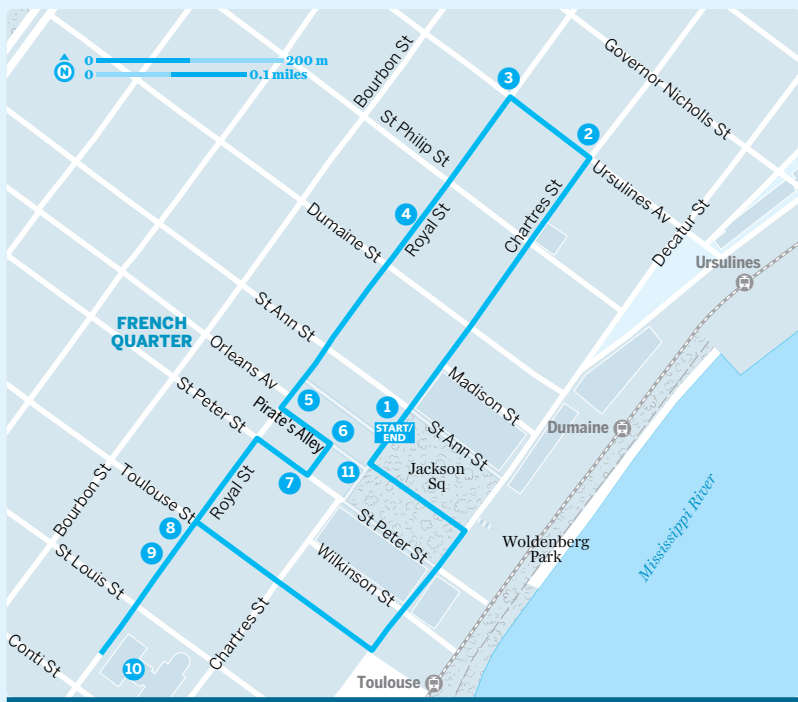 0
200 m
N
0
0.1 miles
Bourbon St
Governor Nicholls St
3
St Philip St
2
Ursulines Av
4
Royal St
Chartres St
Dumaine St
Decatur St
Ursulines
St Ann St
FRENCH
QUARTER
Orleans Av
Madison St
St Peter St
Pirate's Alley
5
1
START/
END
St Ann St
Dumaine
6
11
Jackson
Sq
7
Toulouse St
Royal St
Bourbon St
8
St Peter St
Woldenberg
Park
Mississippi River
9
St Louis St
Wilkinson St
Chartres St
Conti St
10
Toulouse